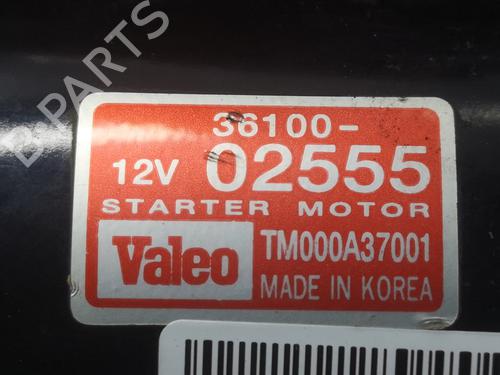 B PARTS
36100-
12V 02555
STARTER MOTOR
Valeo TM000A37001
MADE IN KOREA